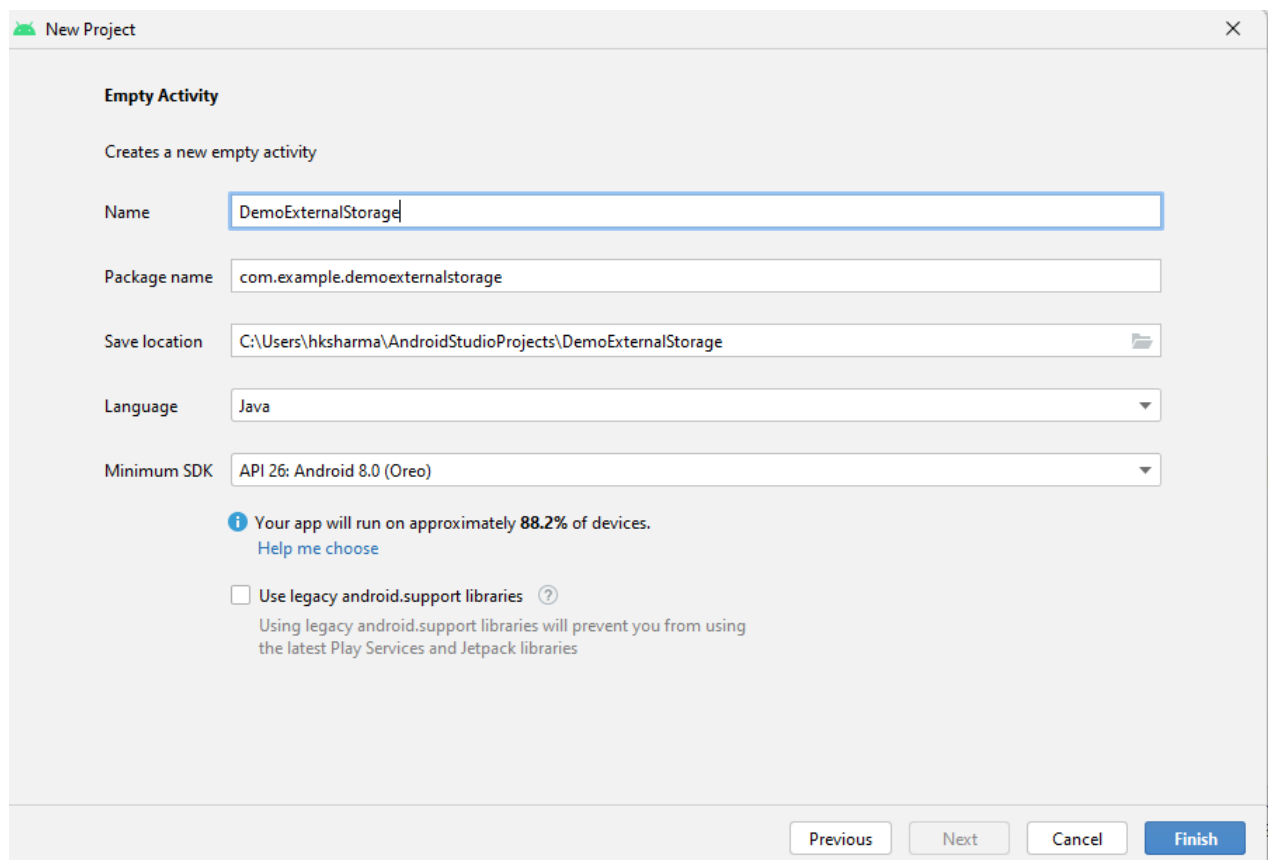 New Project
Empty Activity
Creates a new empty activity
Name
DemoExternalStorage
Package name
com.example.demoexternalstorage
Save location
C:\Users\hksharma\AndroidStudioProjects\DemoExternalStorage
Language
Java
Minimum SDK
API 26: Android 8.0 (Oreo)
Your app will run on approximately 88.2% of devices.
Help me choose
Use legacy android.support libraries ?
Using legacy android.support libraries will prevent you from using
the latest Play Services and Jetpack libraries
Previous
Next
Cancel
Finish